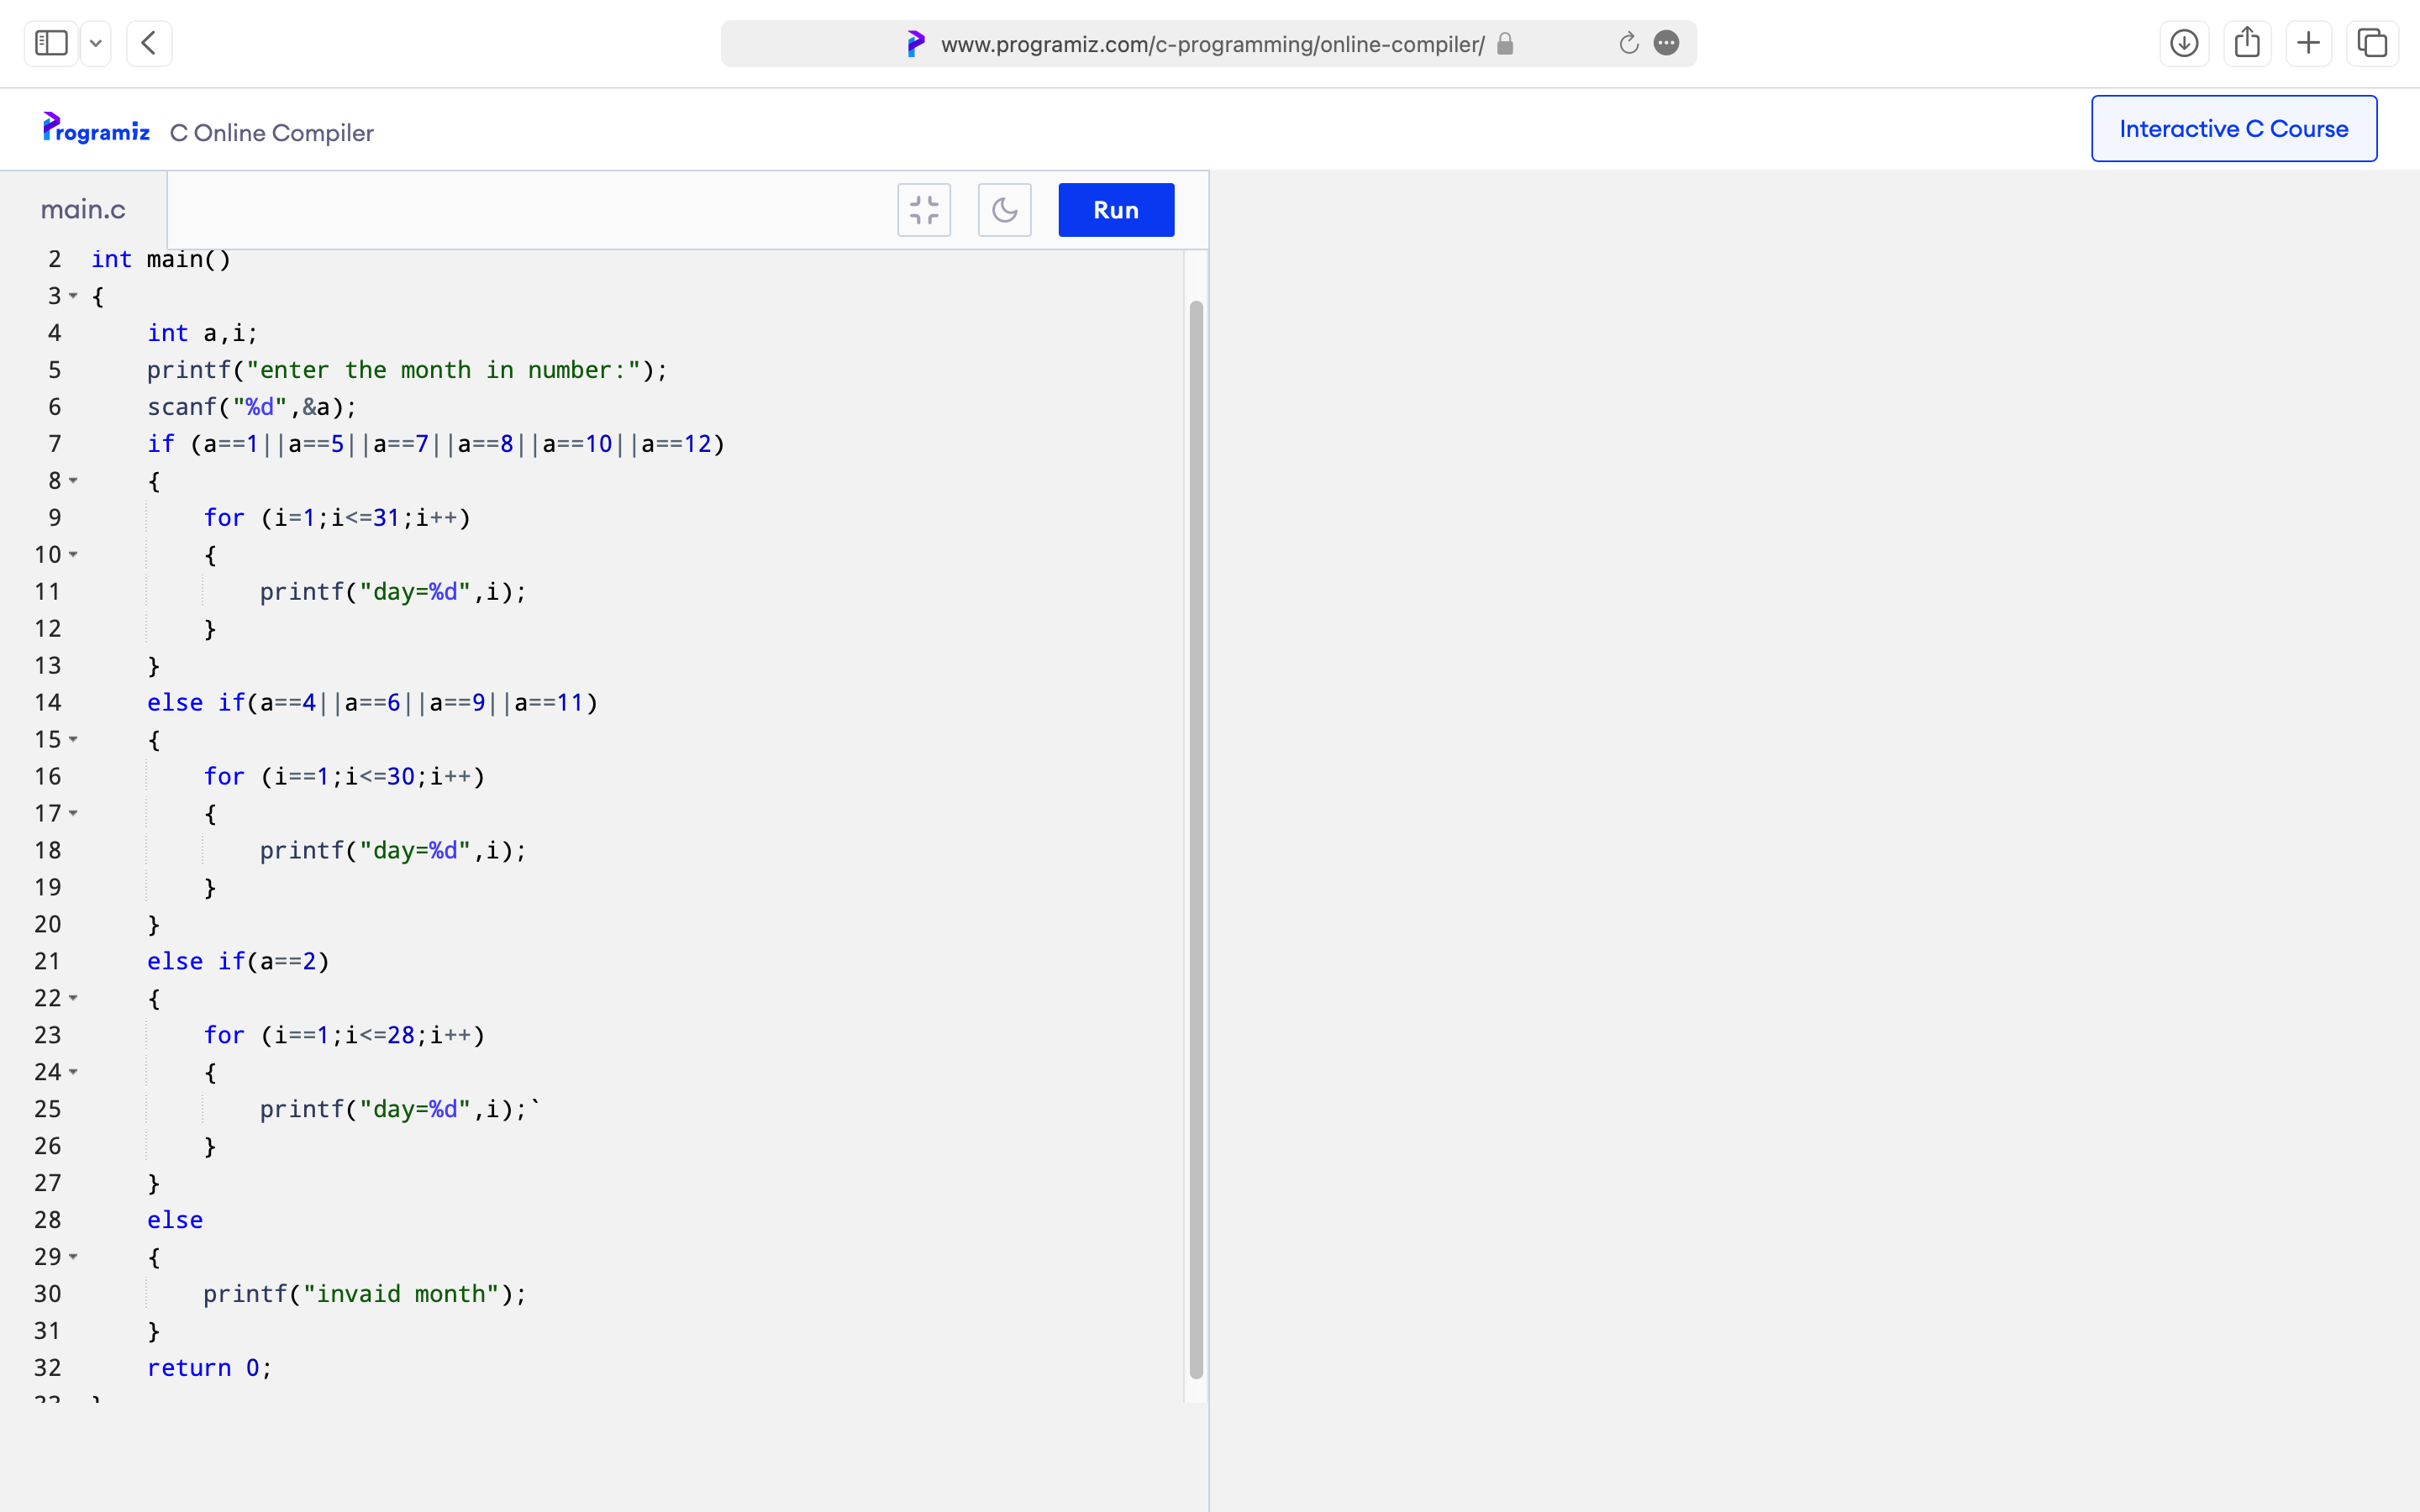 www.programiz.com/c-programming/online-compiler/
Programiz C Online Compiler
Interactive C Course
main.c
Run
2 int main()
3 {
4 int a,i;
5 printf("enter the month in number:");
6 scanf("%d",&a);
7 if (a==1||a==5||a==7||a==8||a==10||a==12)
8 {
9 for (i=1;i<=31;i++)
10 {
11 printf("day=%d",i);
12 }
13 }
14 else if(a==4||a==6||a==9||a==11)
15 {
16 for (i==1;i<=30;i++)
17 {
18 printf("day=%d",i);
19 }
20 }
21 else if(a==2)
22 {
23 for (i==1;i<=28;i++)
24 {
25 printf("day=%d",i);`
26 }
27 }
28 else
29 {
30 printf("invaid month");
31 }
32 return 0;